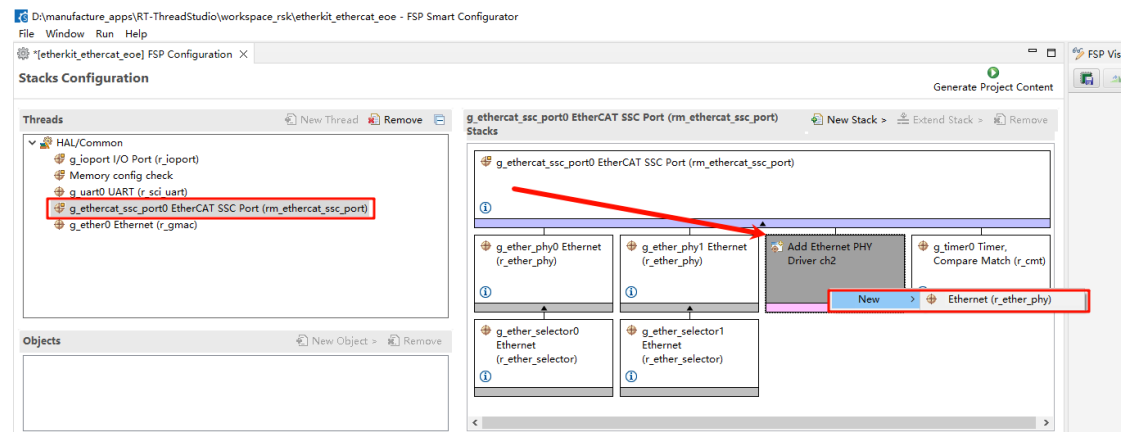 D:\manufacture_apps\RT-ThreadStudio\workspace_rsk\etherkit_ethercat_eoe - FSP Smart Configurator
File Window Run Help
*[etherkit_ethercat_eoe] FSP Configuration
FSP Vis
Stacks Configuration
Generate Project Content
Threads
New Thread
Remove
HAL/Common
g_ioport I/O Port (r_ioport)
Memory config check
g_uart0 UART (r_sci_uart)
g_ethercat_ssc_port0 EtherCAT SSC Port (rm_ethercat_ssc_port)
g_ether0 Ethernet (r_gmac)
Objects
New Object >
Remove
g_ethercat_ssc_port0 EtherCAT SSC Port (rm_ethercat_ssc_port)
Stacks
New Stack >
Extend Stack >
Remove
g_ethercat_ssc_port0 EtherCAT SSC Port (rm_ethercat_ssc_port)
g_ether_phy0 Ethernet
(r_ether_phy)
g_ether_phy1 Ethernet
(r_ether_phy)
Add Ethernet PHY
Driver ch2
g_timer0 Timer,
Compare Match (r_cmt)
New > Ethernet (r_ether_phy)
g_ether_selector0
Ethernet
(r_ether_selector)
g_ether_selector1
Ethernet
(r_ether_selector)